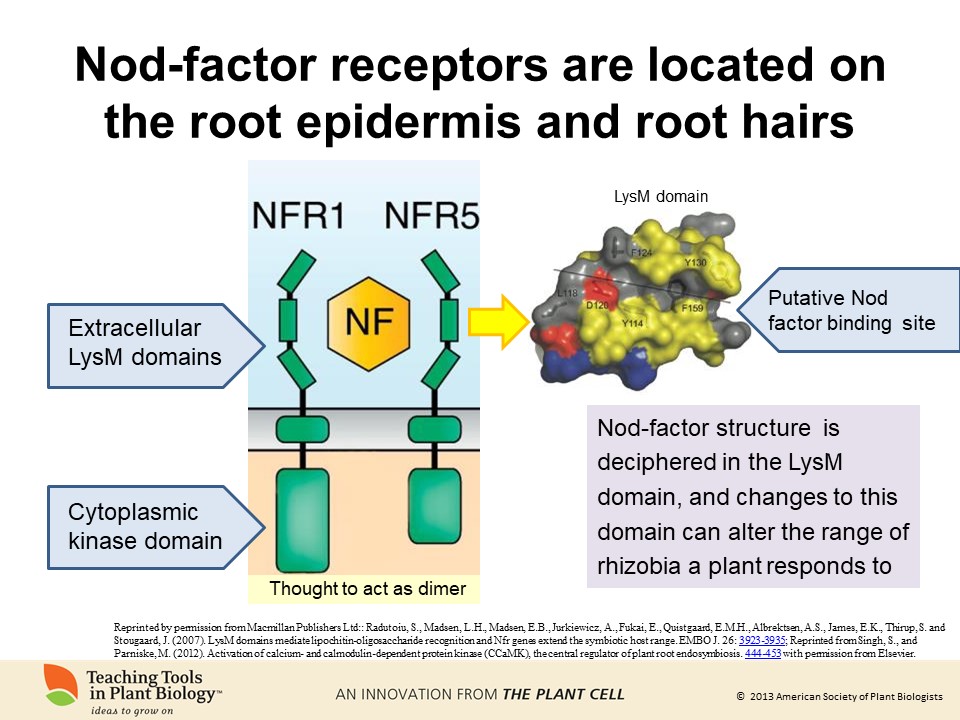 Nod-factor receptors are located on
the root epidermis and root hairs
NFR1 NFR5
NF
Extracellular
LysM domains
Cytoplasmic
kinase domain
Thought to act as dimer
LysM domain
F124
Y130
L118
D120
F159
Y114
Putative Nod
factor binding site
Nod-factor structure is
deciphered in the LysM
domain, and changes to this
domain can alter the range of
rhizobia a plant responds to
Reprinted by permission from Macmillan Publishers Ltd:: Radutoiu, S., Madsen, L.H., Madsen, E.B., Jurkiewicz, A., Fukai, E., Quistgaard, E.M.H., Albrektsen, A.S., James, E.K., Thirup, S. and
Stougaard, J. (2007). LysM domains mediate lipochitin-oligosaccharide recognition and Nfr genes extend the symbiotic host range. EMBO J. 26: 3923-3935; Reprinted from Singh, S., and
Parniske, M. (2012). Activation of calcium- and calmodulin-dependent protein kinase (CCaMK), the central regulator of plant root endosymbiosis. 444-453 with permission from Elsevier.
Teaching Tools
in Plant Biology™
ideas to grow on
AN INNOVATION FROM THE PLANT CELL
© 2013 American Society of Plant Biologists